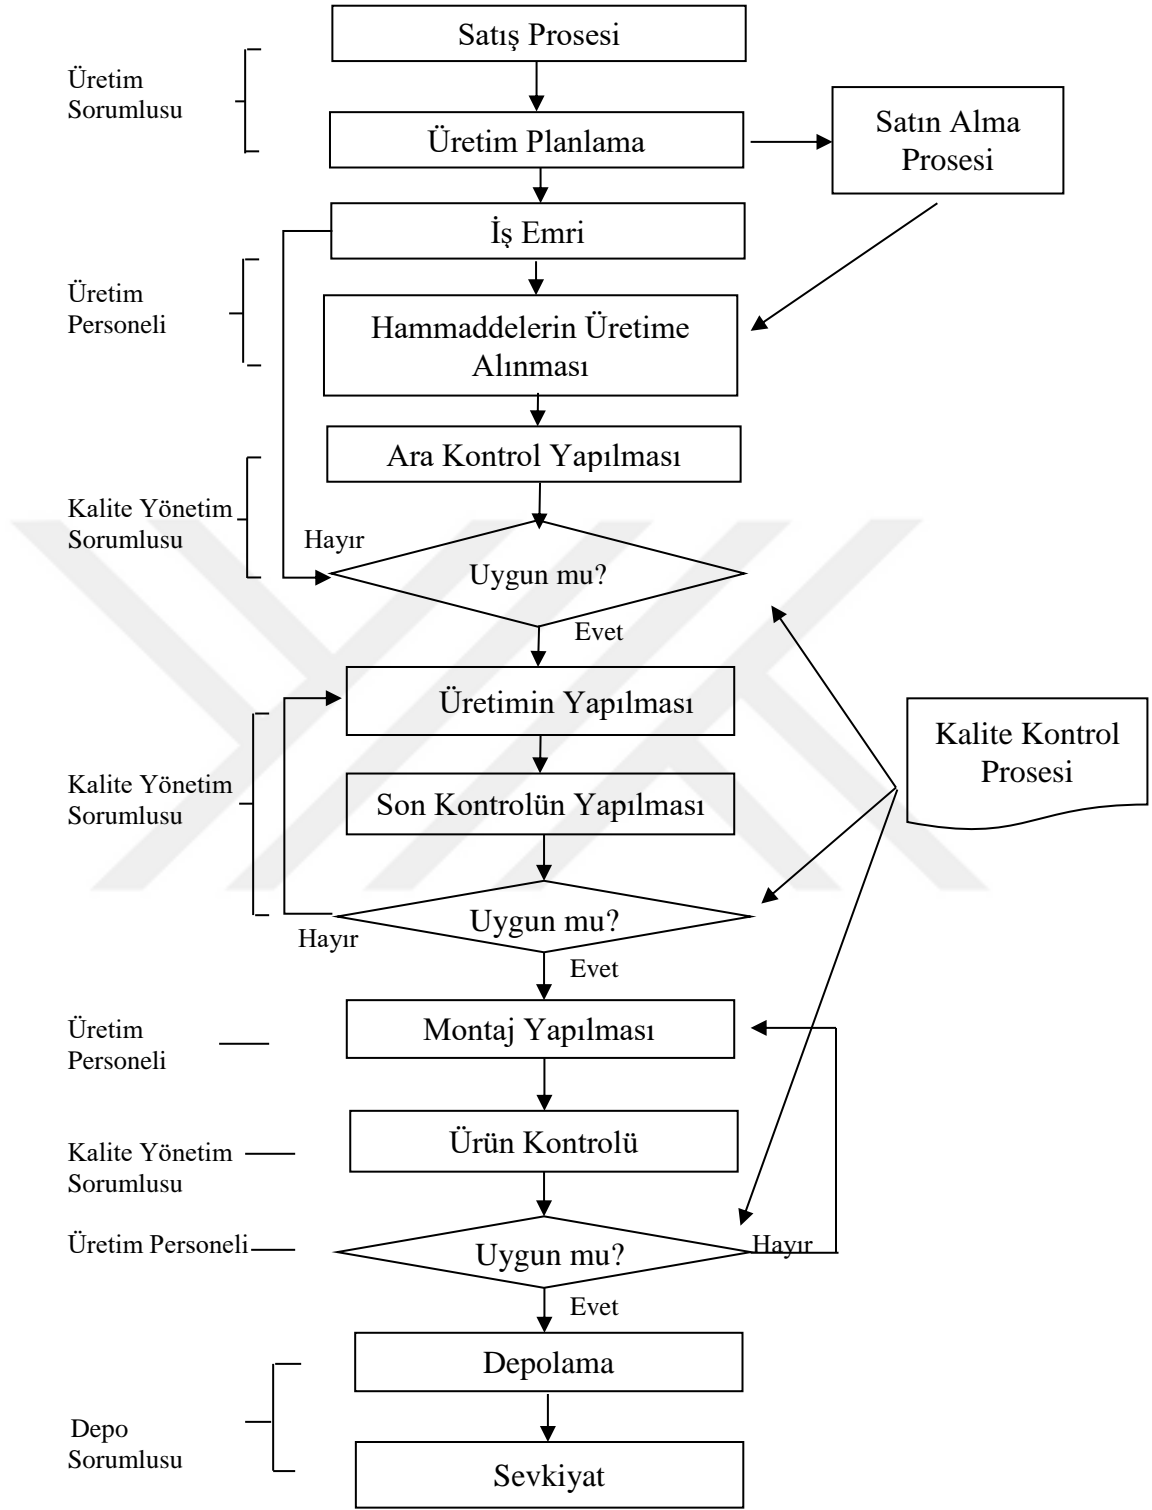 Satış Prosesi
Üretim
Sorumlusu
Satın Alma
Prosesi
Üretim Planlama
İş Emri
Üretim
Personeli
Hammaddelerin Üretime
Alınması
Ara Kontrol Yapılması
Kalite Yönetim
Sorumlusu
Hayır
Uygun mu?
Evet
Üretimin Yapılması
Kalite Kontrol
Prosesi
Kalite Yönetim
Sorumlusu
Son Kontrolün Yapılması
Uygun mu?
Hayır
Evet
Üretim
Personeli
Montaj Yapılması
Ürün Kontrolü
Kalite Yönetim
Sorumlusu
Üretim Personeli
Uygun mu?
Hayır
Evet
Depolama
Depo
Sorumlusu
Sevkiyat